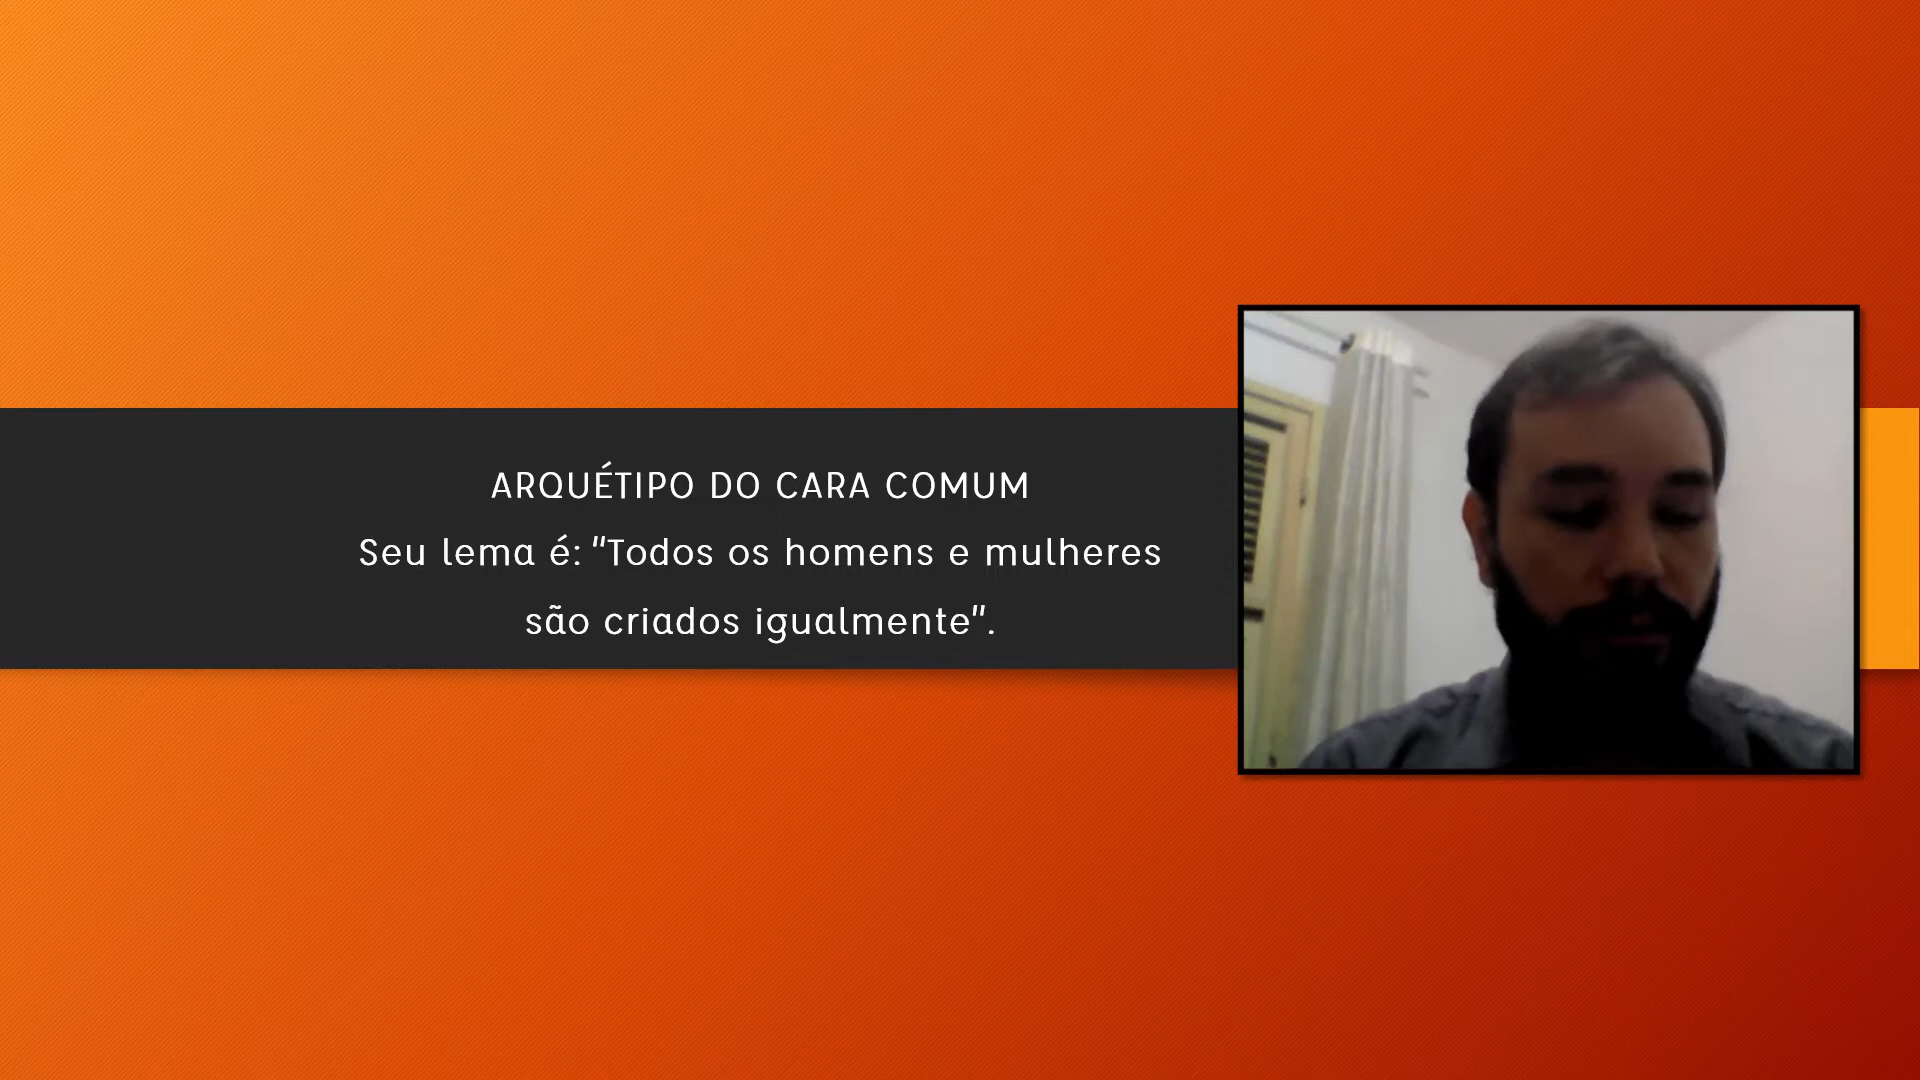 ARQUÉTIPO DO CARA COMUM
Seu lema é: "Todos os homens e mulheres
são criados igualmente".